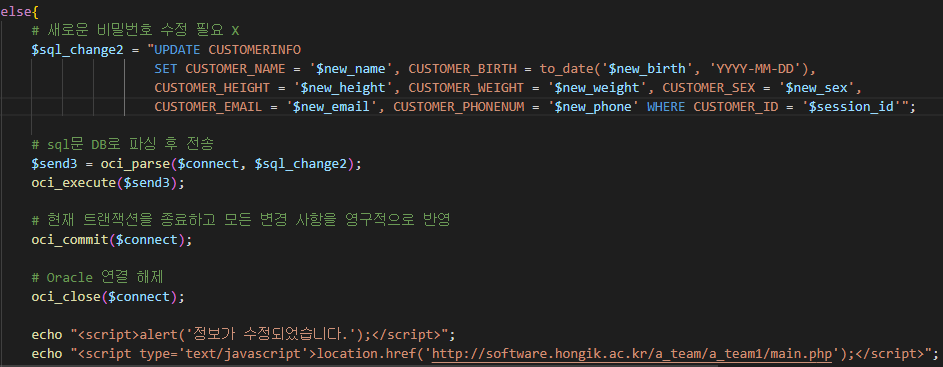 else{
# 새로운 비밀번호 수정 필요 X
$sql_change2 = "UPDATE CUSTOMERINFO
SET CUSTOMER_NAME = '$new_name', CUSTOMER_BIRTH = to_date('$new_birth', 'YYYY-MM-DD'),
CUSTOMER_HEIGHT = '$new_height', CUSTOMER_WEIGHT = '$new_weight', CUSTOMER_SEX = '$new_sex',
CUSTOMER_EMAIL = '$new_email', CUSTOMER_PHONENUM = '$new_phone' WHERE CUSTOMER_ID = '$session_id'";
# sql문 DB로 파싱 후 전송
$send3 = oci_parse($connect, $sql_change2);
oci_execute($send3);
# 현재 트랜잭션을 종료하고 모든 변경 사항을 영구적으로 반영
oci_commit($connect);
# Oracle 연결 해제
oci_close($connect);
echo "<script>alert('정보가 수정되었습니다.');</script>";
echo "<script type='text/javascript'>location.href('http://software.hongik.ac.kr/a_team/a_team1/main.php');</script>";